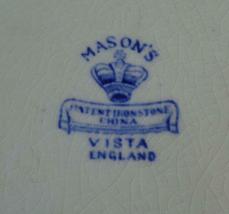 MASON'S
PATENT IRONSTONE
CHINA
VISTA
ENGLAND